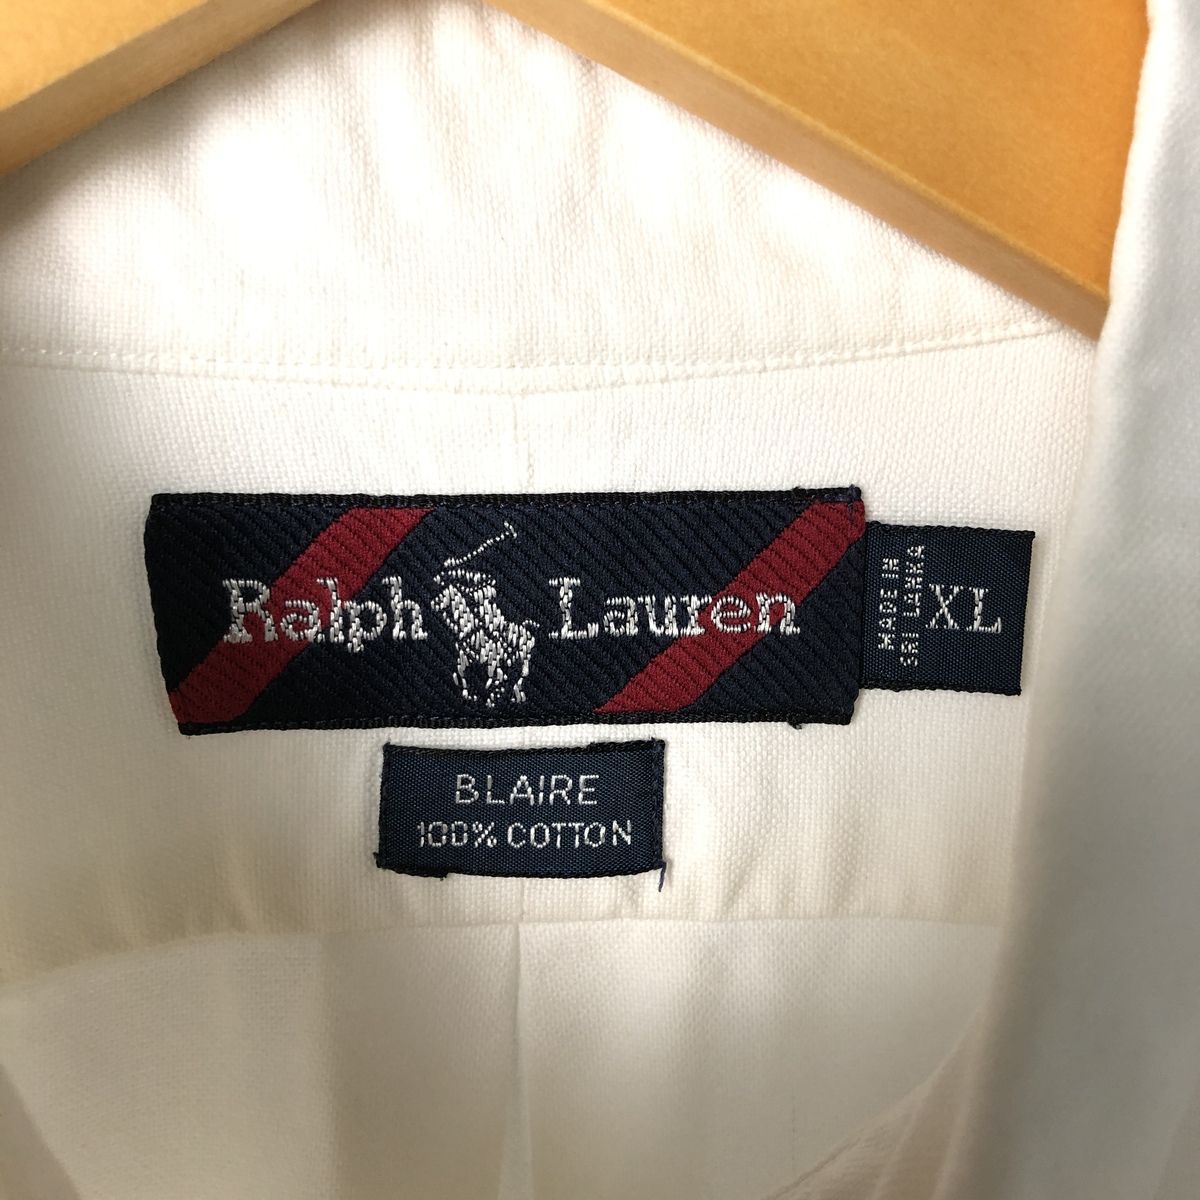 Ralph Lauren
MADE IN
SRI LANKA
XL
BLAIRE
100% COTTON